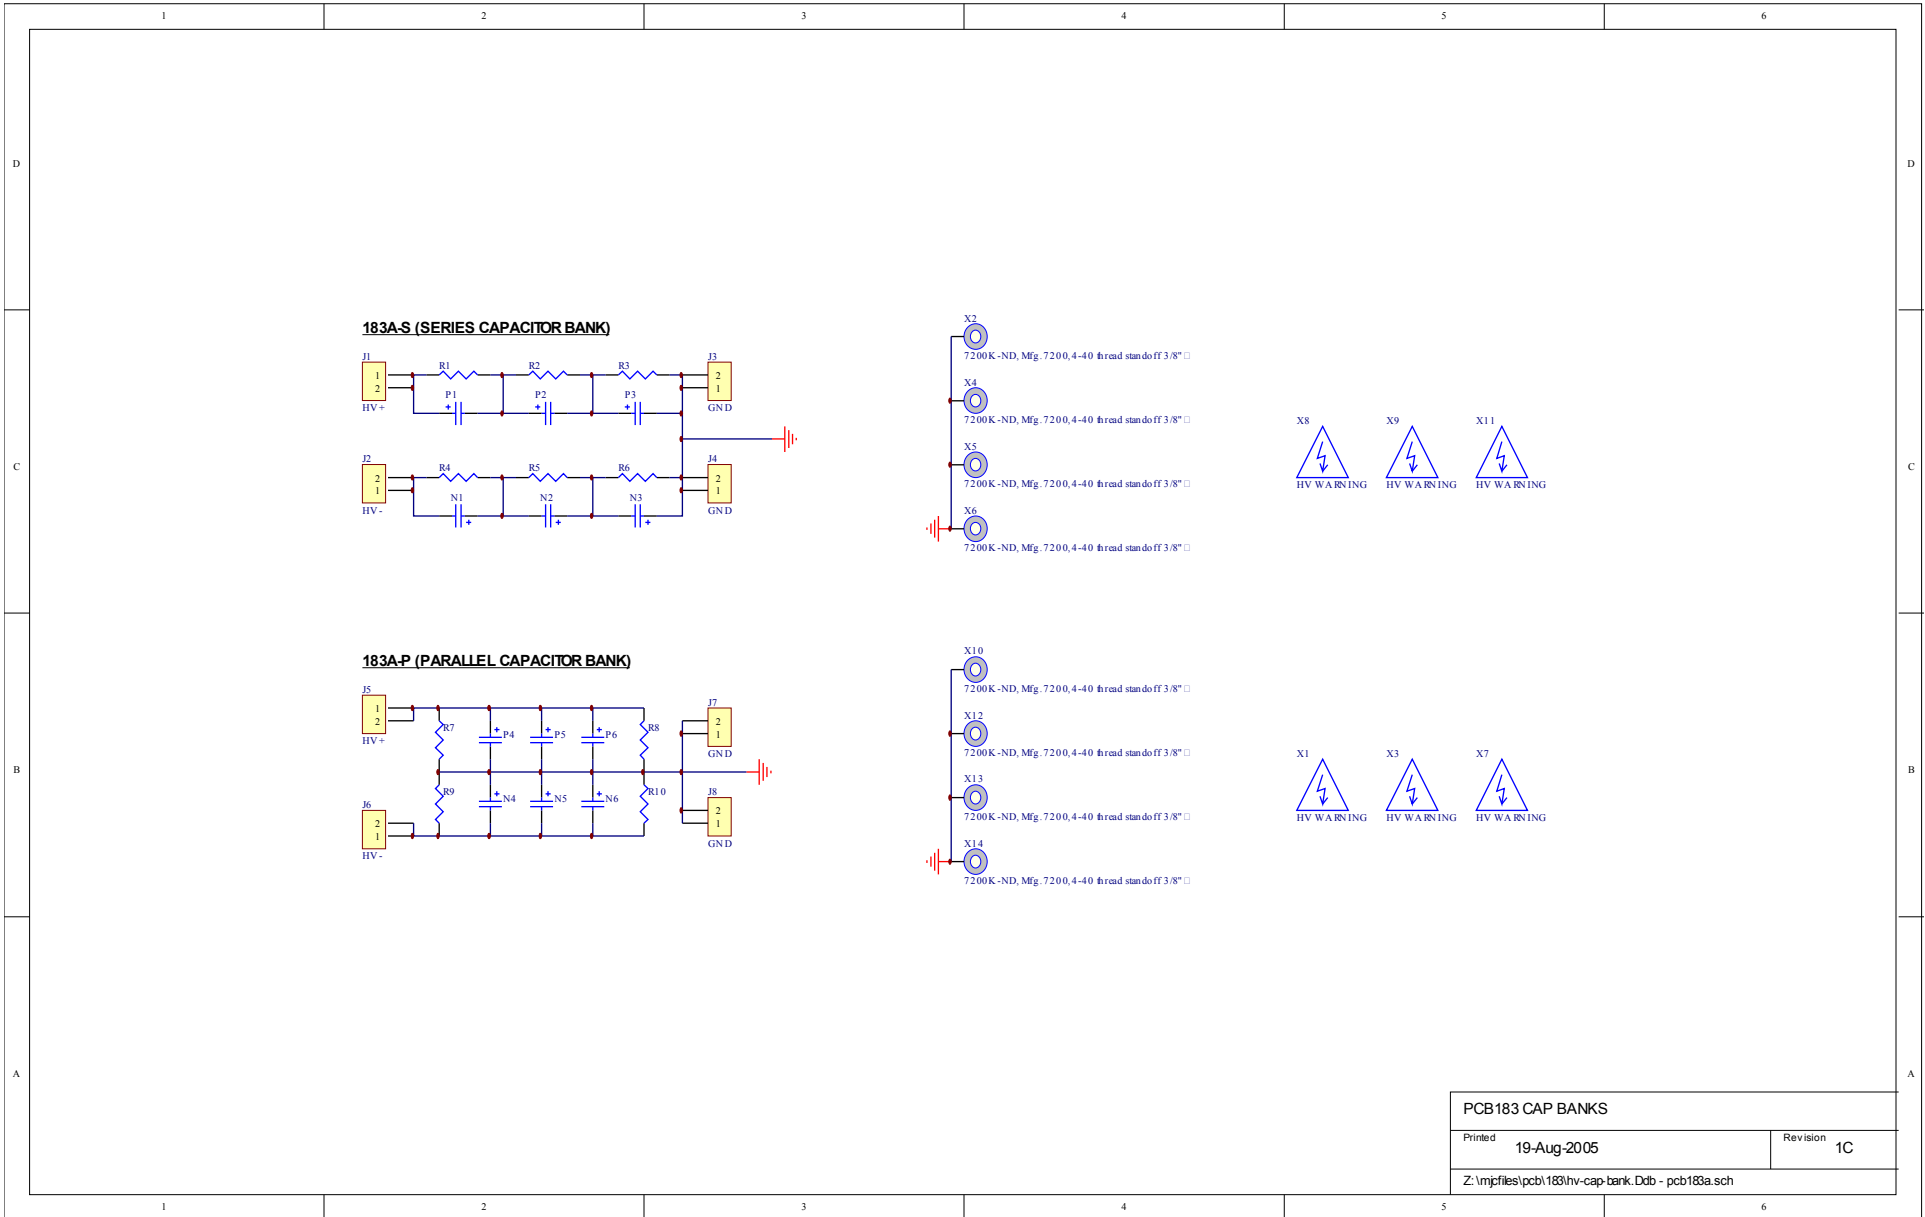 1 2 3 4 5 6
D D
183A-S (SERIES CAPACITOR BANK)
J1
1
2
HV+
R1 R2 R3
P1 P2 P3
+ + +
J3
2
1
GND
J2
2
1
HV-
R4 R5 R6
N1 N2 N3
+ + +
J4
2
1
GND
X2
7200K-ND, Mfg. 7200, 4-40 thread standoff 3/8" □
X4
7200K-ND, Mfg. 7200, 4-40 thread standoff 3/8" □
X5
7200K-ND, Mfg. 7200, 4-40 thread standoff 3/8" □
X6
7200K-ND, Mfg. 7200, 4-40 thread standoff 3/8" □
X8 X9 X11
HV WARNING HV WARNING HV WARNING
C C
183A-P (PARALLEL CAPACITOR BANK)
J5
1
2
HV+
R7 P4 P5 P6 R8
+ + +
J7
2
1
GND
R9 N4 N5 N6 R10
+ + +
J6
2
1
HV-
J8
2
1
GND
X10
7200K-ND, Mfg. 7200, 4-40 thread standoff 3/8" □
X12
7200K-ND, Mfg. 7200, 4-40 thread standoff 3/8" □
X13
7200K-ND, Mfg. 7200, 4-40 thread standoff 3/8" □
X14
7200K-ND, Mfg. 7200, 4-40 thread standoff 3/8" □
X1 X3 X7
HV WARNING HV WARNING HV WARNING
B B
A A
PCB183 CAP BANKS
Printed 19-Aug-2005 Revision 1C
Z:\mjcfiles\pcb\183\hv-cap-bank.Ddb - pcb183a.sch
1 2 3 4 5 6